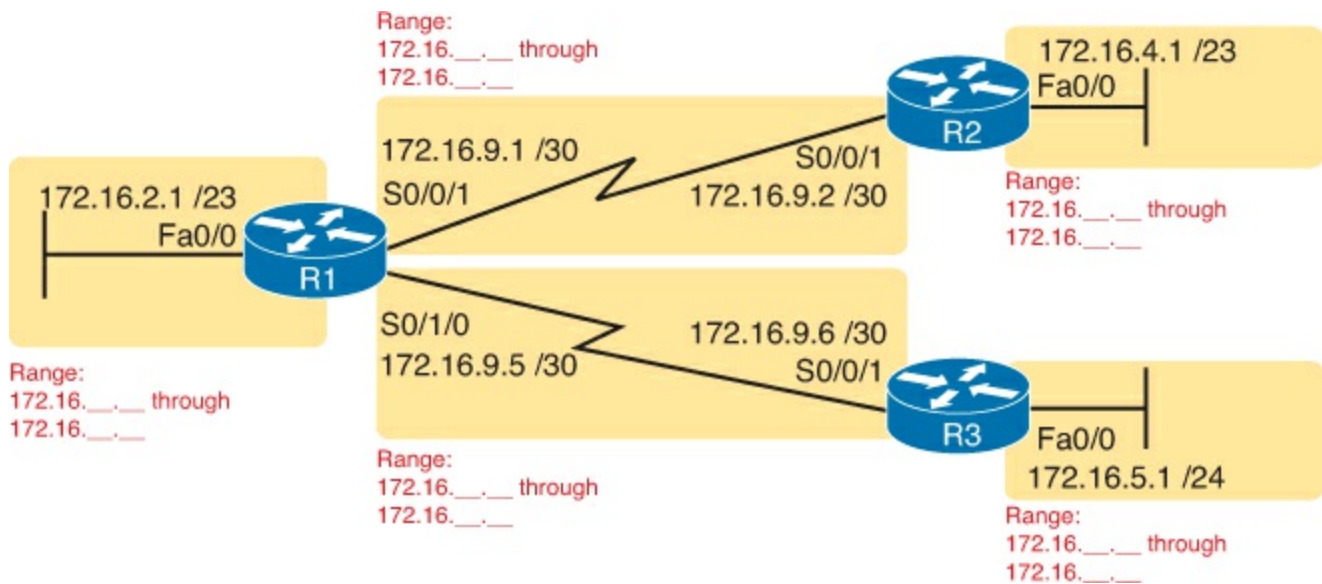 Range:
172.16.__.__ through
172.16.__.__
172.16.4.1 /23
Fa0/0
R2
172.16.9.1 /30
S0/0/1
S0/0/1
172.16.9.2 /30
Range:
172.16.__.__ through
172.16.__.__
172.16.2.1 /23
Fa0/0
R1
S0/1/0
172.16.9.5 /30
172.16.9.6 /30
S0/0/1
Range:
172.16.__.__ through
172.16.__.__
R3
Fa0/0
172.16.5.1 /24
Range:
172.16.__.__ through
172.16.__.__
Range:
172.16.__.__ through
172.16.__.__